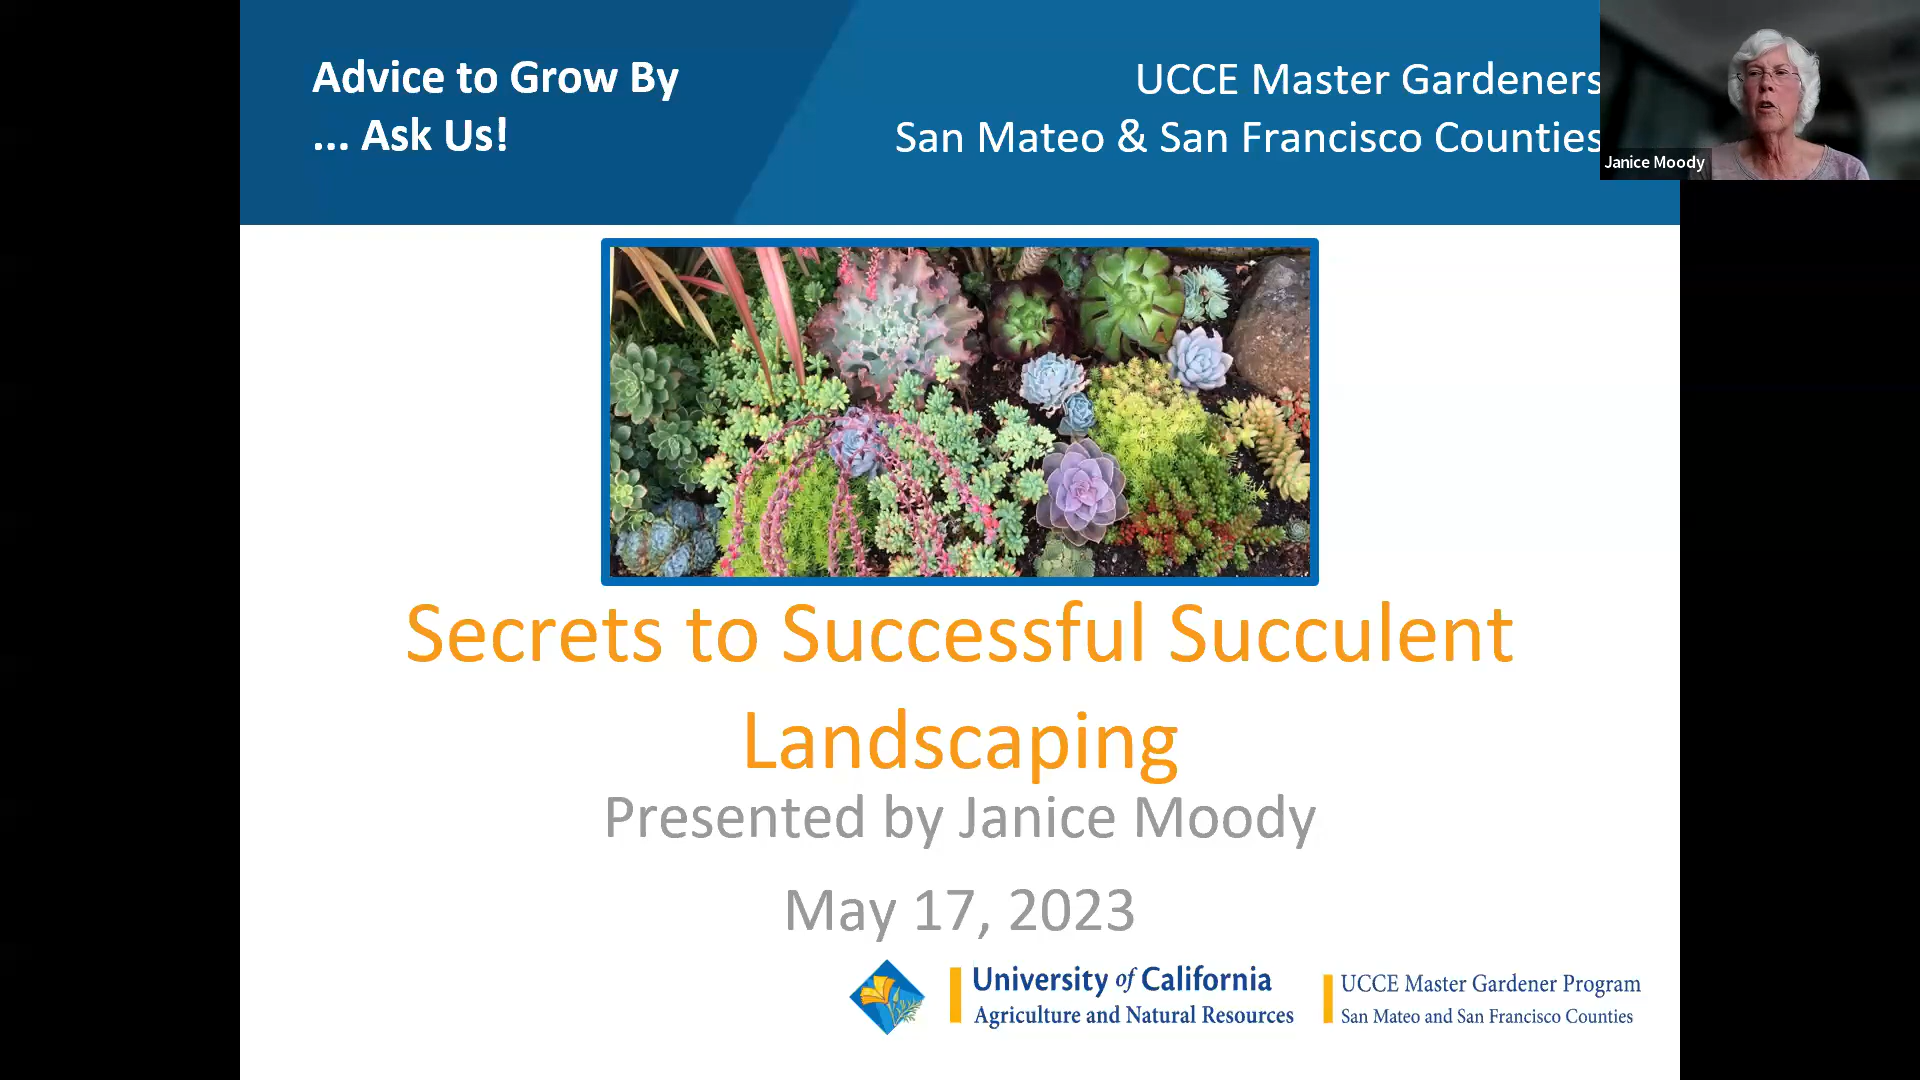 Advice to Grow By
... Ask Us!
UCCE Master Gardeners
San Mateo & San Francisco Counties
Janice Moody
Secrets to Successful Succulent
Landscaping
Presented by Janice Moody
May 17, 2023
University of California
Agriculture and Natural Resources
UCCE Master Gardener Program
San Mateo and San Francisco Counties